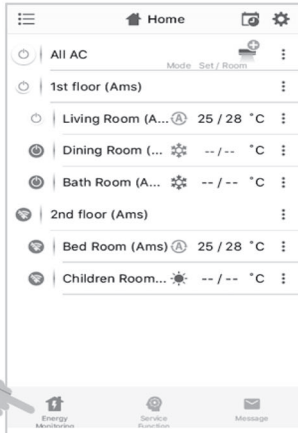 Home
All AC
Mode Set / Room
1st floor (Ams)
Living Room (A... A 25 / 28 °C
Dining Room (... -- / -- °C
Bath Room (A... -- / -- °C
2nd floor (Ams)
Bed Room (Ams) A 25 / 28 °C
Children Room... -- / -- °C
Energy Service Message
Monitoring Function